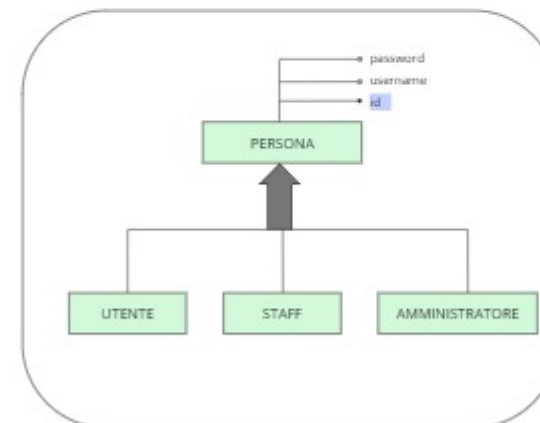 password
username
id
PERSONA
UTENTE
STAFF
AMMINISTRATORE